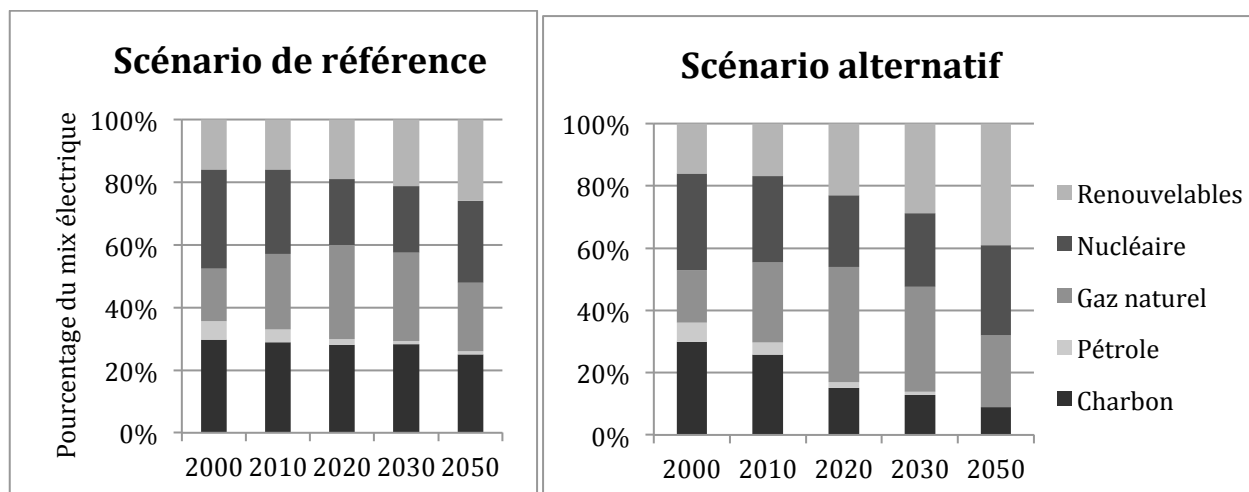 Scénario de référence
Pourcentage du mix électrique
100%
80%
60%
40%
20%
0%
2000 2010 2020 2030 2050
Scénario alternatif
100%
80%
60%
40%
20%
0%
2000 2010 2020 2030 2050
Renouvelables
Nucléaire
Gaz naturel
Pétrole
Charbon